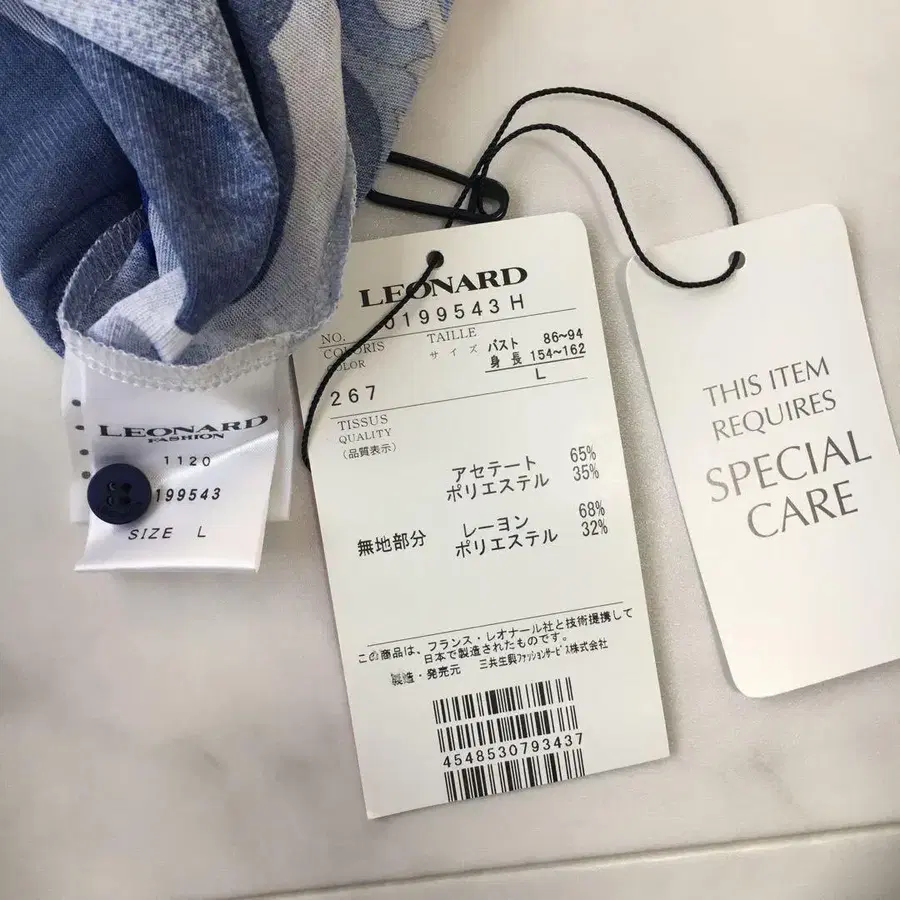 LEONARD
FASHION
1120
199543
SIZE L
LEONARD
NO. 0199543 H
COLORIS
COLOR
TAILLE
サイズ
バスト 86~94
身長 154~162
L
267
TISSUS
QUALITY
(品質表示)
アセテート 65%
ポリエステル 35%
無地部分 レーヨン 68%
ポリエステル 32%
この商品は、フランス・レオナール社と技術提携して
日本で製造されたものです。
製造・発売元 三共生興ファッションサービス株式会社
4548530793437
THIS ITEM
REQUIRES
SPECIAL
CARE